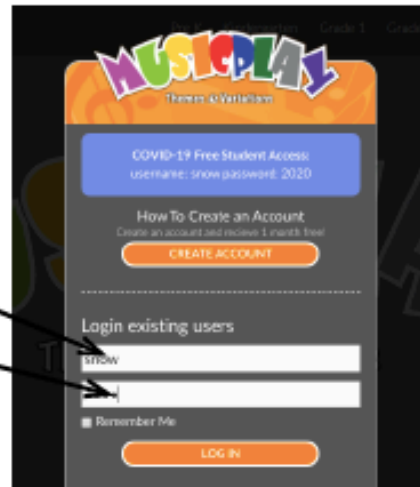 Pre K Kindergarten Grade 1 Grade
MUSICPLAY
Themes & Variations
COVID-19 Free Student Access:
username: snow password: 2020
How To Create an Account
Create an account and recieve 1 month free!
CREATE ACCOUNT
Login existing users
snow
Remember Me
LOG IN